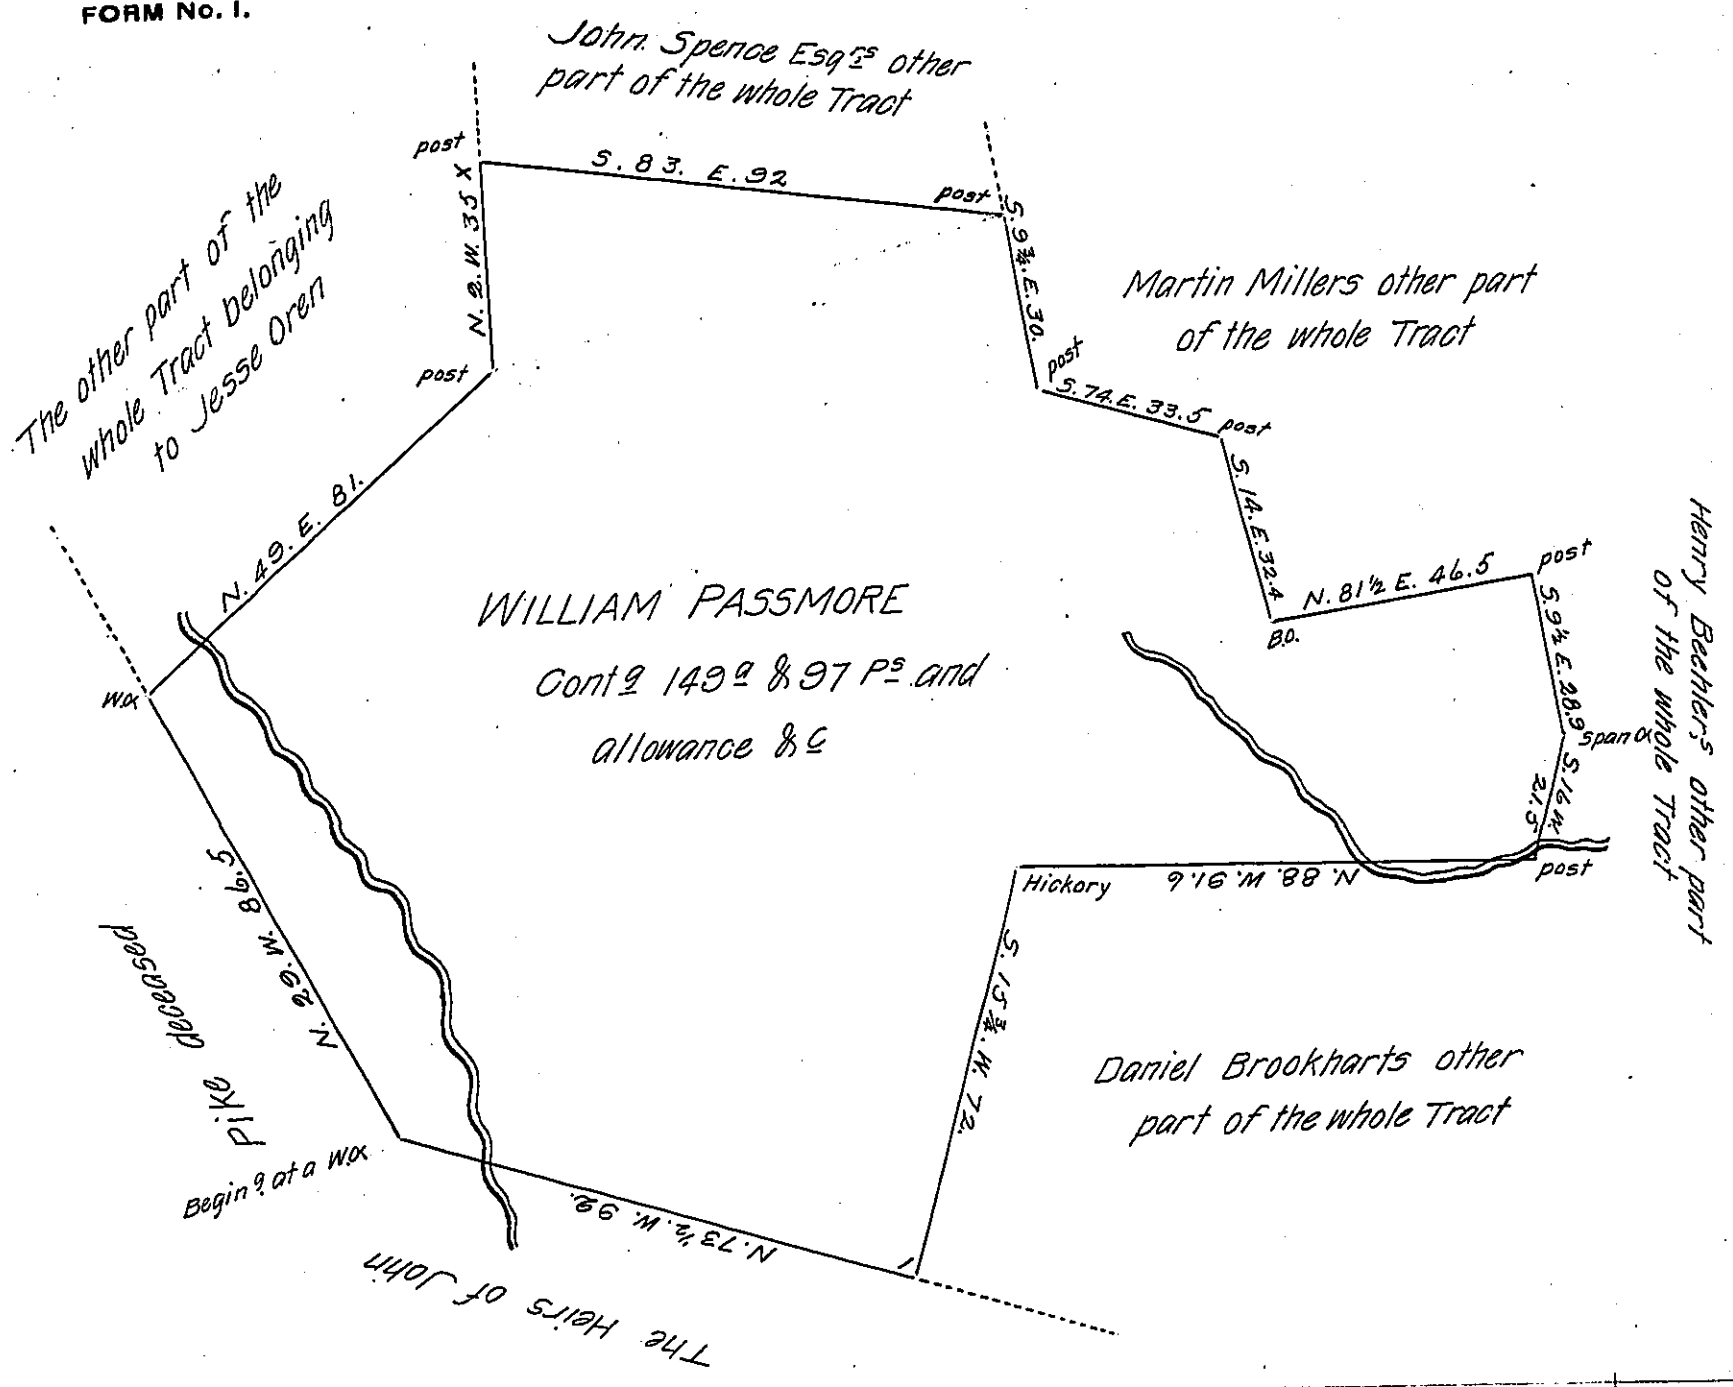 FORM No. 1.
John Spence Esqrs other
part of the whole Tract
The other part of the
whole Tract belonging
to Jesse Oren
post
N. 2. W. 35 X
S. 83. E. 92
post
S. 9¾. E. 30.
Martin Millers other part
of the whole Tract
post
S. 74. E. 33.5
post
S. 14. E. 32.4
B.O.
N. 81½ E. 46.5
post
S. 9½ E. 28.9
span α
S. 16 W.
21.5
post
Henry Beehlers other part
of the whole Tract
post
N. 49. E. 81.
W.α
WILLIAM PASSMORE
Contg 149a & 97 Ps and
allowance &c
N. 88. W. 91.6
Hickory
S. 15¾. W. 72.
Daniel Brookharts other
part of the whole Tract
N. 29. W. 86.5
N. 73½. W. 92.
Beging at a W.α
The Heirs of John
Pike deceased